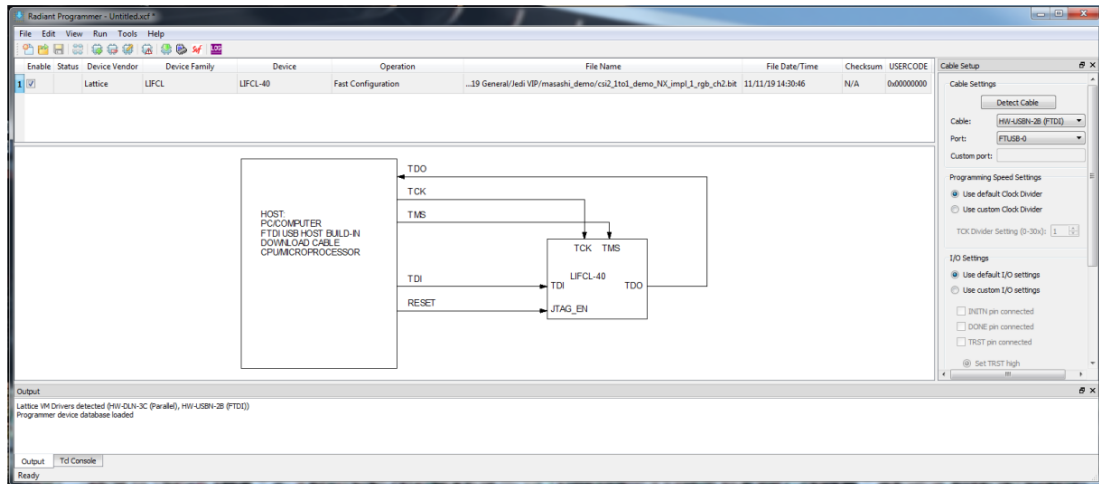 Radiant Programmer - Untitled.xcf *
File Edit View Run Tools Help
LOG
Enable Status Device Vendor Device Family Device Operation File Name File Date/Time Checksum USERCODE
1 Lattice LIFCL LIFCL-40 Fast Configuration ...19 General/Jedi VIP/masashi_demo/csi2_1to1_demo_NX_impl_1_rgb_ch2.bit 11/11/19 14:30:46 N/A 0x00000000
Cable Setup
Cable Settings
Detect Cable
Cable: HW-USBN-2B (FTDI)
Port: FTUSB-0
Custom port:
Programming Speed Settings
Use default Clock Divider
Use custom Clock Divider
TCK Divider Setting (0-30x): 1
I/O Settings
Use default I/O settings
Use custom I/O settings
INITN pin connected
DONE pin connected
TRST pin connected
Set TRST high
TDO
TCK
TMS
HOST:
PC/COMPUTER
FTDI USB HOST BUILD-IN
DOWNLOAD CABLE
CPU/MICROPROCESSOR
TCK TMS
TDI
LIFCL-40
TDI TDO
RESET
JTAG_EN
Output
Lattice VM Drivers detected (HW-DLN-3C (Parallel), HW-USBN-2B (FTDI))
Programmer device database loaded
Output Tcl Console
Ready